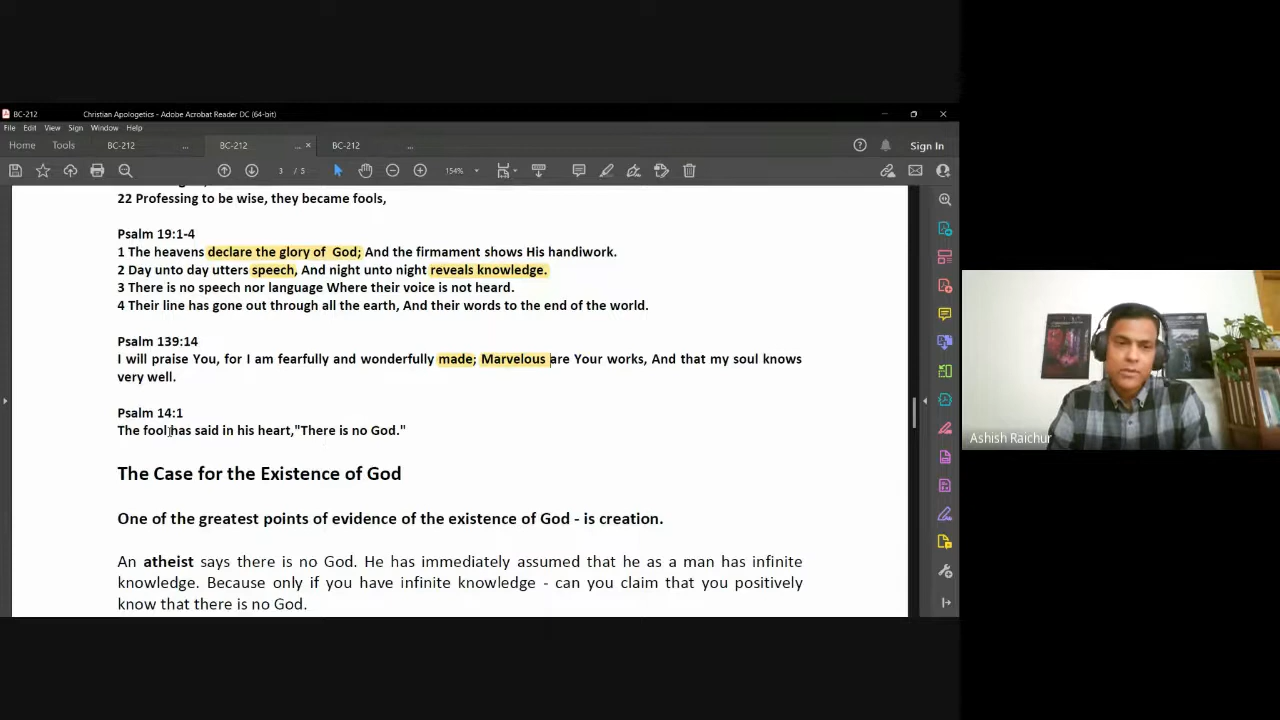 BC-212 Christian Apologetics - Adobe Acrobat Reader DC (64-bit)
File Edit View Sign Window Help
Home Tools BC-212 ... BC-212 ... × BC-212 ...
Sign In
3 / 5 154%
22 Professing to be wise, they became fools,
Psalm 19:1-4
1 The heavens declare the glory of God; And the firmament shows His handiwork.
2 Day unto day utters speech, And night unto night reveals knowledge.
3 There is no speech nor language Where their voice is not heard.
4 Their line has gone out through all the earth, And their words to the end of the world.
Psalm 139:14
I will praise You, for I am fearfully and wonderfully made; Marvelous are Your works, And that my soul knows
very well.
Psalm 14:1
The fool has said in his heart,"There is no God."
The Case for the Existence of God
One of the greatest points of evidence of the existence of God - is creation.
An atheist says there is no God. He has immediately assumed that he as a man has infinite
knowledge. Because only if you have infinite knowledge - can you claim that you positively
know that there is no God.
Ashish Raichur